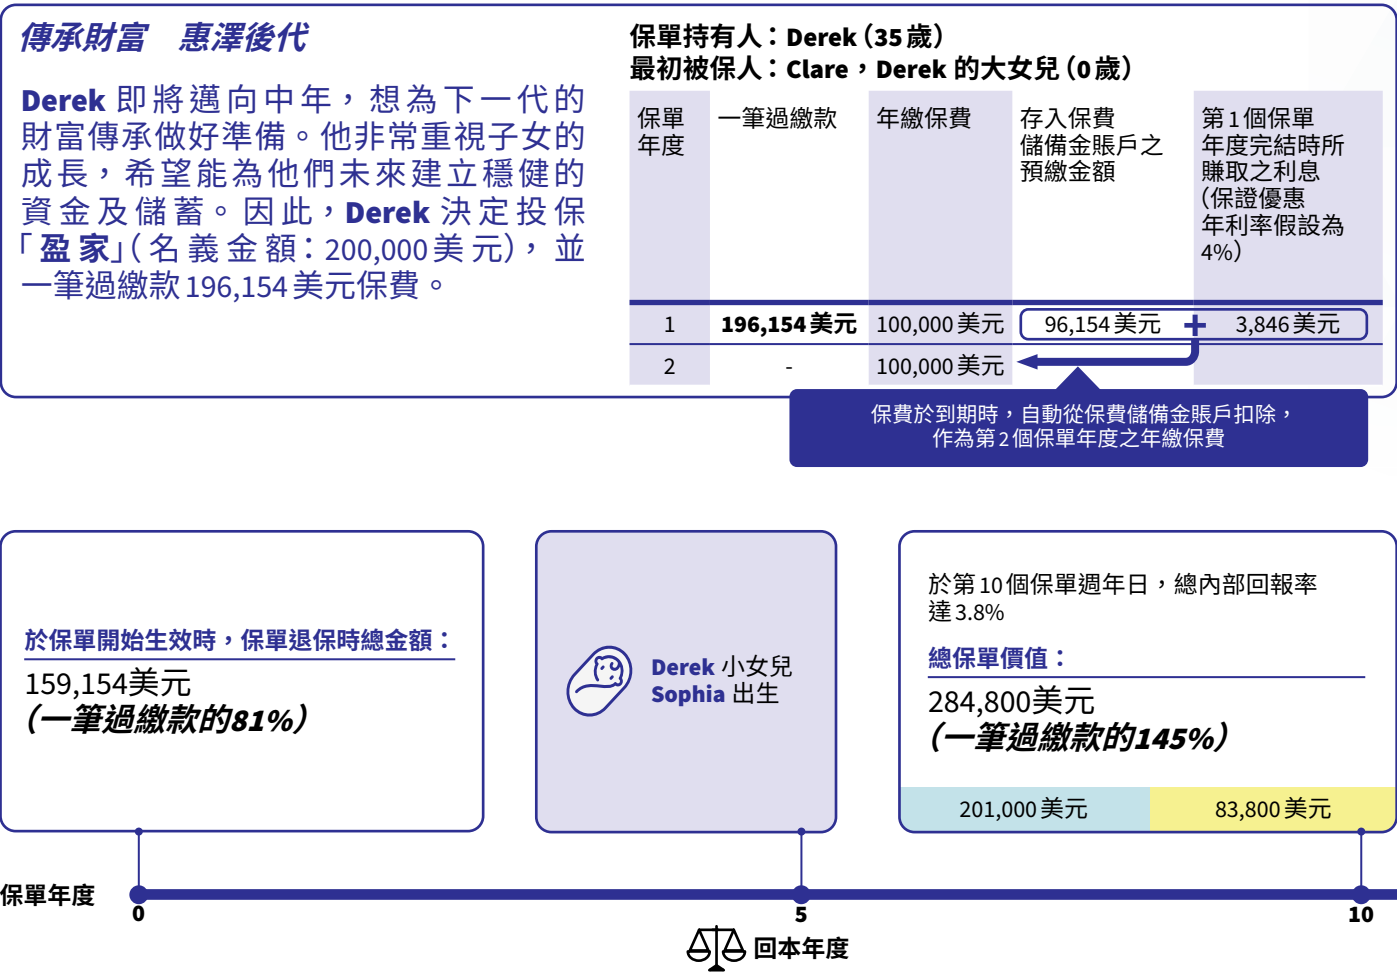 傳承財富　惠澤後代
Derek 即將邁向中年，想為下一代的
財富傳承做好準備。他非常重視子女的
成長，希望能為他們未來建立穩健的
資金及儲蓄。因此，Derek 決定投保
「盈家」（名義金額：200,000美元），並
一筆過繳款196,154美元保費。
保單持有人：Derek（35歲）
最初被保人：Clare，Derek 的大女兒（0歲）
保單
年度
一筆過繳款
年繳保費
存入保費
儲備金賬戶之
預繳金額
第1個保單
年度完結時所
賺取之利息
（保證優惠
年利率假設為
4%）
1 196,154美元 100,000美元 96,154美元 + 3,846美元
2 - 100,000美元
保費於到期時，自動從保費儲備金賬戶扣除，
作為第2個保單年度之年繳保費
於保單開始生效時，保單退保時總金額：
159,154美元
（一筆過繳款的81%）
Derek 小女兒
Sophia 出生
於第10個保單週年日，總內部回報率
達3.8%
總保單價值：
284,800美元
（一筆過繳款的145%）
201,000美元 83,800美元
保單年度
0 5 10
回本年度